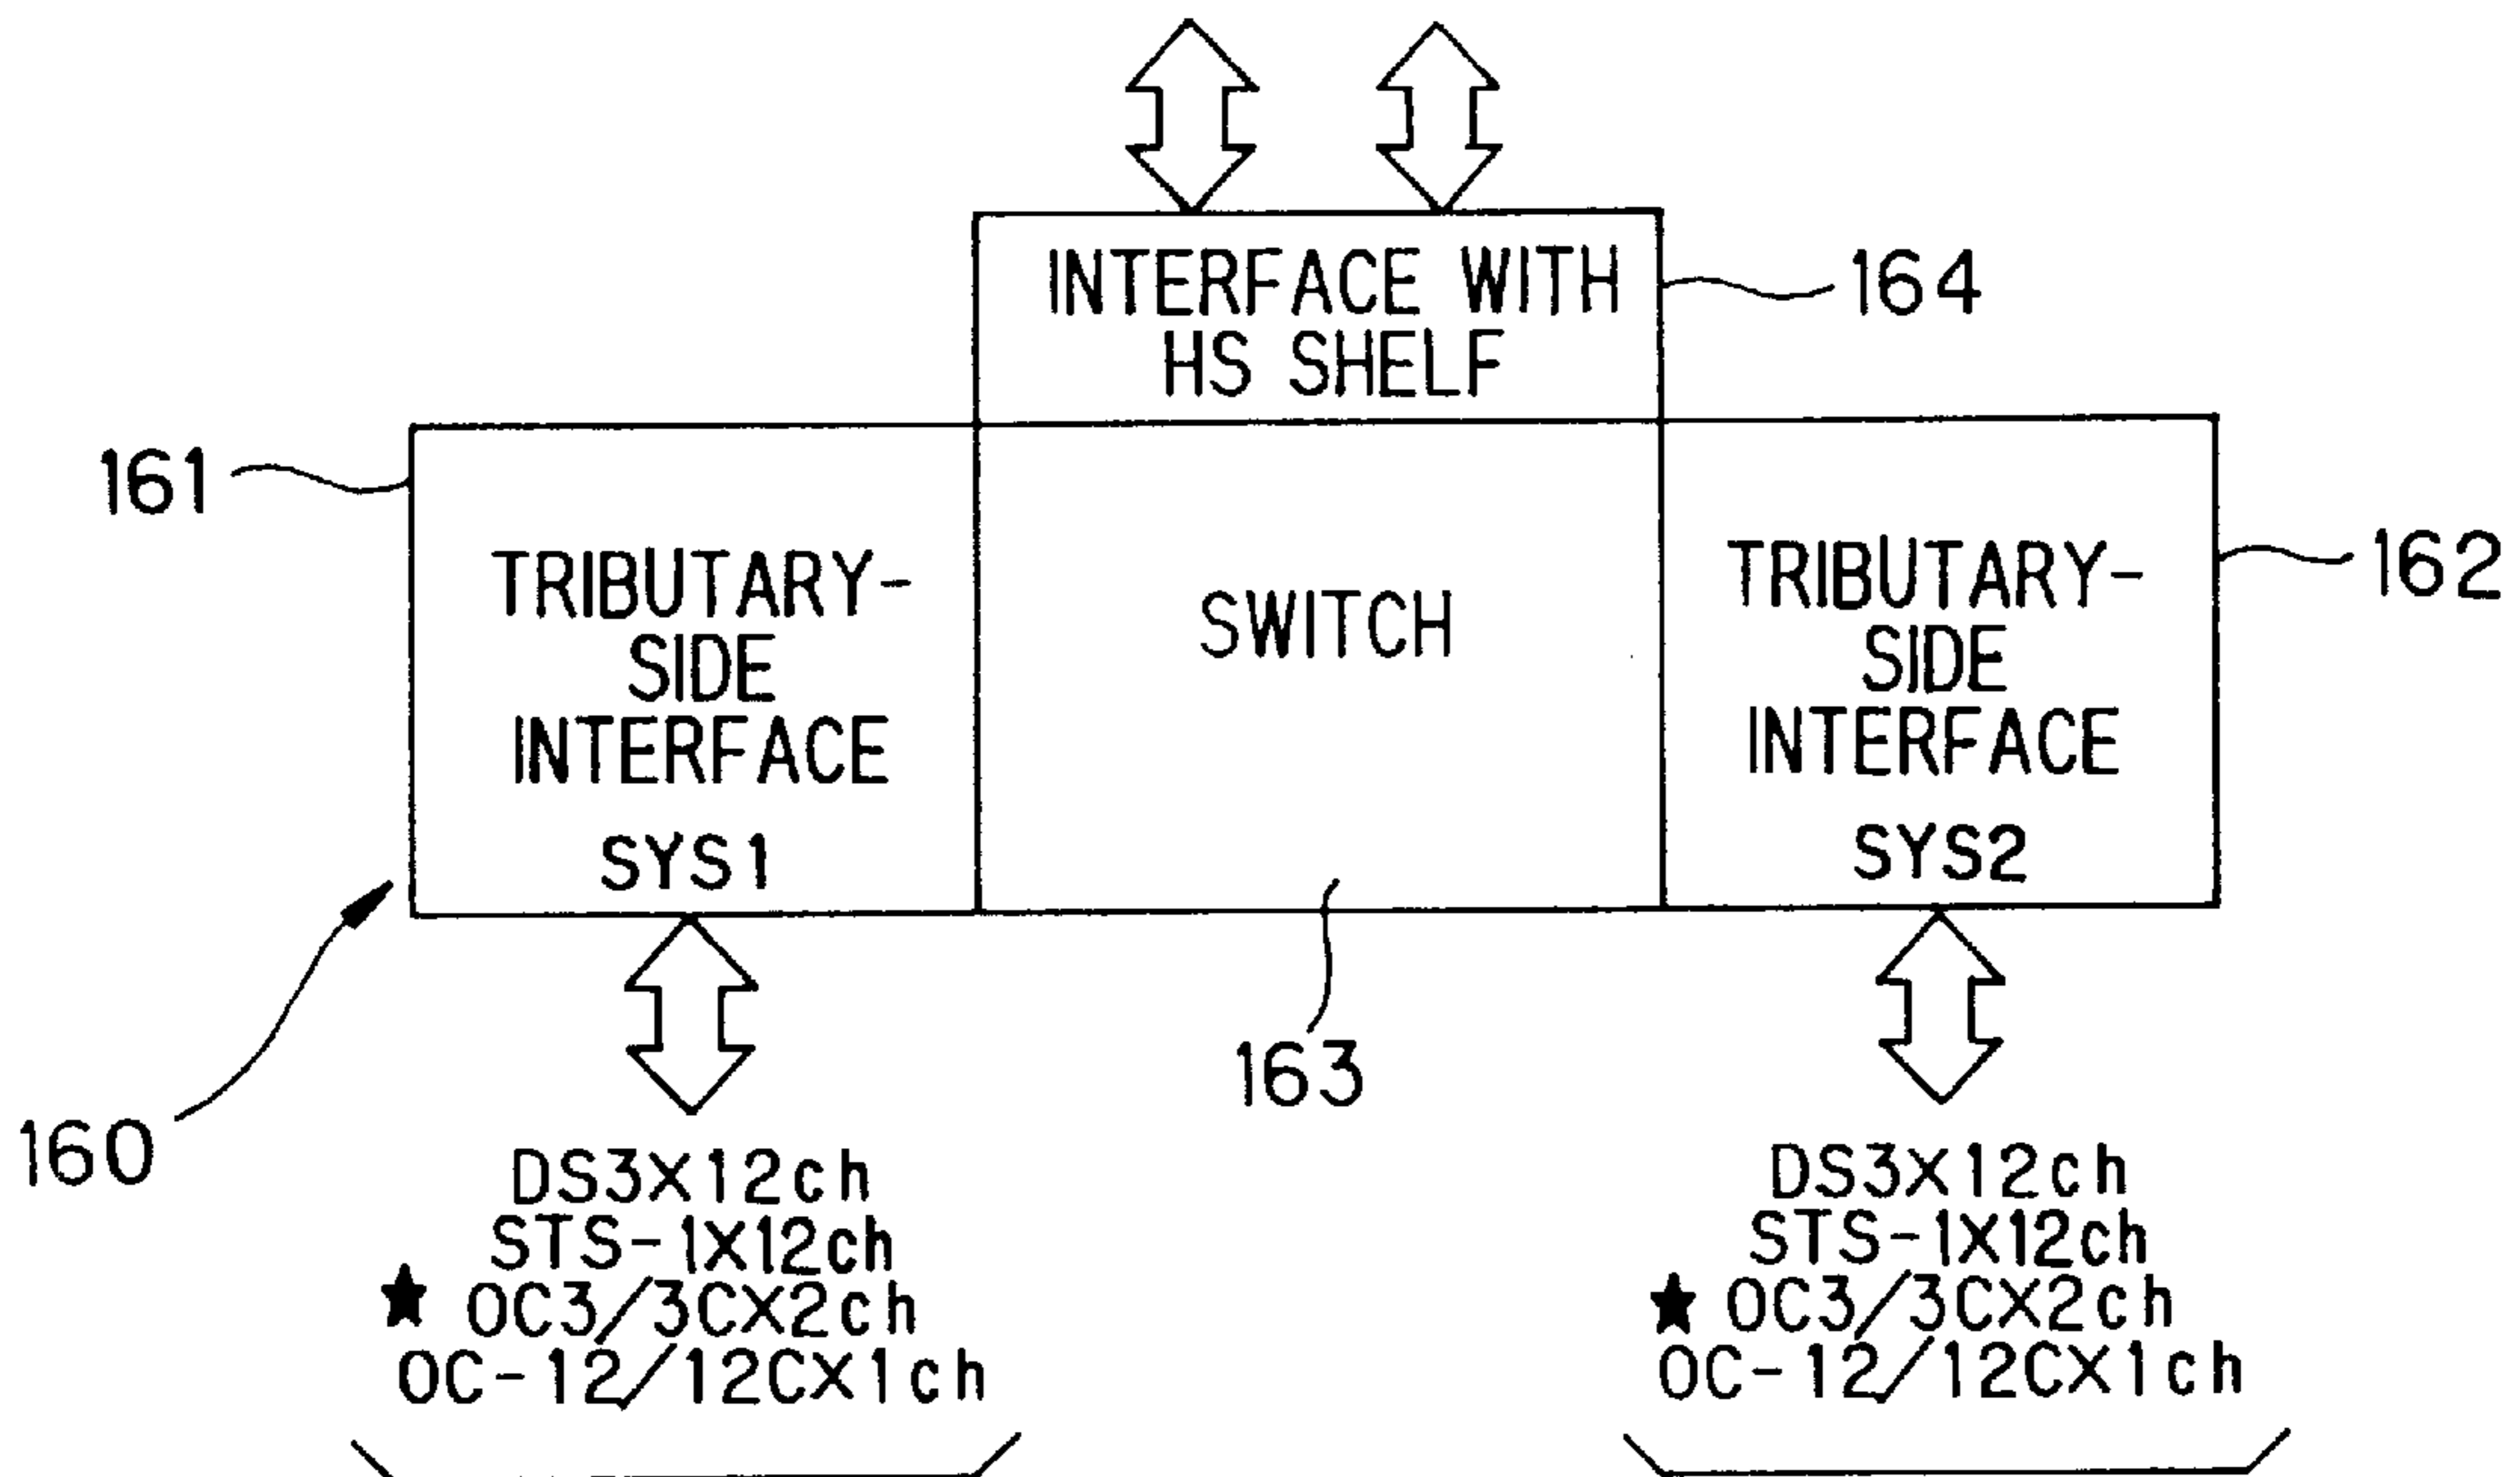 INTERFACE WITH
HS SHELF
164
161
TRIBUTARY-
SIDE
INTERFACE
SYS1
SWITCH
TRIBUTARY-
SIDE
INTERFACE
SYS2
162
163
160
DS3X12ch
STS-1X12ch
★ OC3/3CX2ch
OC-12/12CX1ch
DS3X12ch
STS-1X12ch
★ OC3/3CX2ch
OC-12/12CX1ch